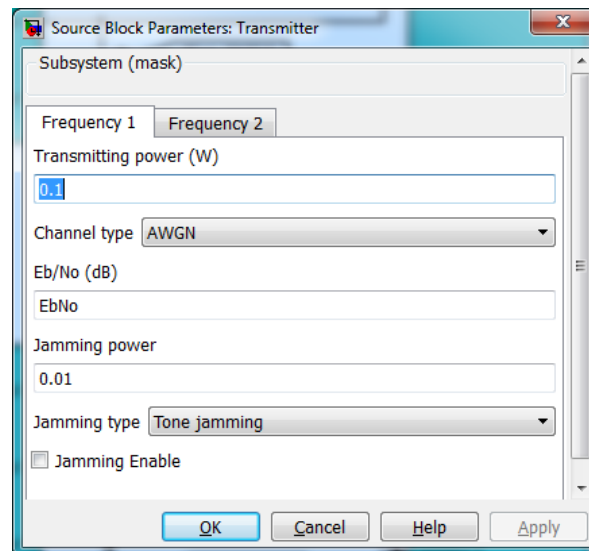 Source Block Parameters: Transmitter
Subsystem (mask)
Frequency 1 Frequency 2
Transmitting power (W)
0.1
Channel type AWGN
Eb/No (dB)
EbNo
Jamming power
0.01
Jamming type Tone jamming
Jamming Enable
OK Cancel Help Apply